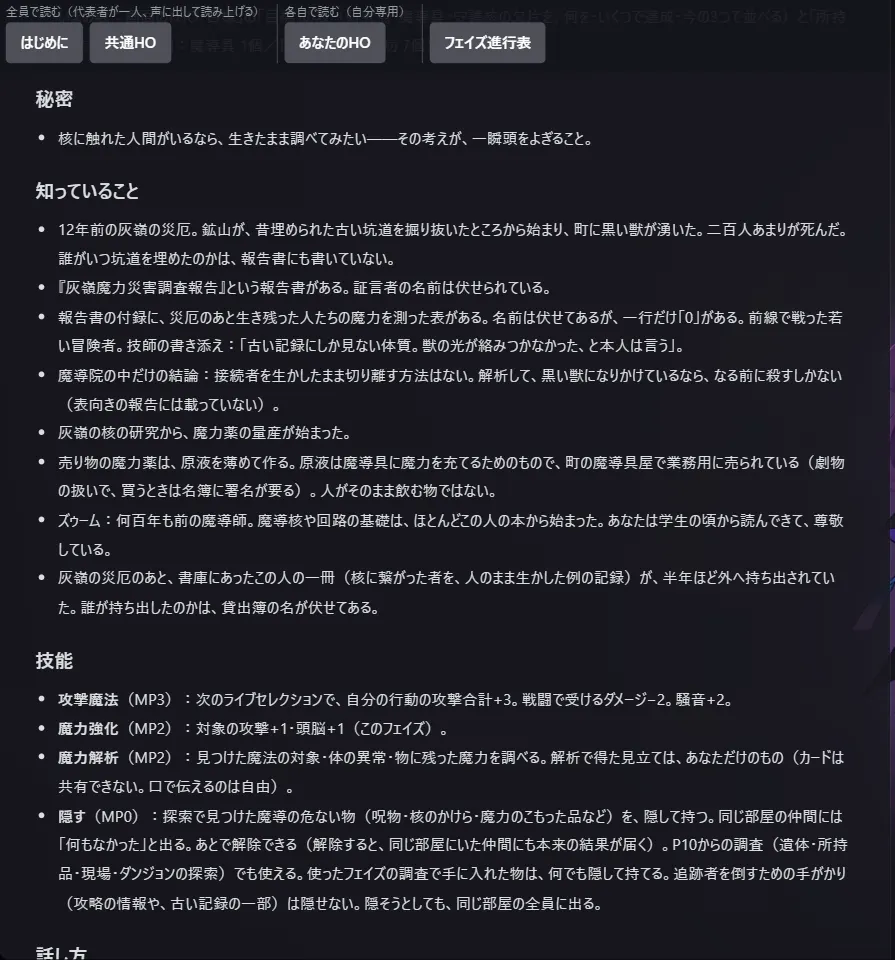 全員で読む（代表者が一人、声に出して読み上げる）
各自で読む（自分専用）
はじめに
共通HO
あなたのHO
フェイズ進行表
秘密
• 核に触れた人間がいるなら、生きたまま調べてみたい——その考えが、一瞬頭をよぎること。
知っていること
• 12年前の灰嶺の災厄。鉱山が、昔埋められた古い坑道を掘り抜いたところから始まり、町に黒い獣が湧いた。二百人あまりが死んだ。
誰がいつ坑道を埋めたのかは、報告書にも書いていない。
• 『灰嶺魔力災害調査報告』という報告書がある。証言者の名前は伏せられている。
• 報告書の付録に、災厄のあと生き残った人たちの魔力を測った表がある。名前は伏せてあるが、一行だけ「0」がある。前線で戦った若
い冒険者。技師の書き添え：「古い記録にしか見ない体質。獣の光が絡みつかなかった、と本人は言う」。
• 魔導院の中だけの結論：接続者を生かしたまま切り離す方法はない。解析して、黒い獣になりかけているなら、なる前に殺すしかない
（表向きの報告には載っていない）。
• 灰嶺の核の研究から、魔力薬の量産が始まった。
• 売り物の魔力薬は、原液を薄めて作る。原液は魔導具に魔力を充てるためのもので、町の魔導具屋で業務用に売られている（劇物
の扱いで、買うときは名簿に署名が要る）。人がそのまま飲む物ではない。
• ズゥーム：何百年も前の魔導師。魔導核や回路の基礎は、ほとんどこの人の本から始まった。あなたは学生の頃から読んできて、尊敬
している。
• 灰嶺の災厄のあと、書庫にあったこの人の一冊（核に繋がった者を、人のまま生かした例の記録）が、半年ほど外へ持ち出されてい
た。誰が持ち出したのかは、貸出簿の名が伏せてある。
技能
• 攻撃魔法（MP3）：次のライブセレクションで、自分の行動の攻撃合計+3。戦闘で受けるダメージ−2。騒音+2。
• 魔力強化（MP2）：対象の攻撃+1・頭脳+1（このフェイズ）。
• 魔力解析（MP2）：見つけた魔法の対象・体の異常・物に残った魔力を調べる。解析で得た見立ては、あなただけのもの（カードは
共有できない。口で伝えるのは自由）。
• 隠す（MP0）：探索で見つけた魔導の危ない物（呪物・核のかけら・魔力のこもった品など）を、隠して持つ。同じ部屋の仲間には
「何もなかった」と出る。あとで解除できる（解除すると、同じ部屋にいた仲間にも本来の結果が届く）。P10からの調査（遺体・所持
品・現場・ダンジョンの探索）でも使える。使ったフェイズの調査で手に入れた物は、何でも隠して持てる。追跡者を倒すための手がかり
（攻略の情報や、古い記録の一部）は隠せない。隠そうとしても、同じ部屋の全員に出る。
話し方